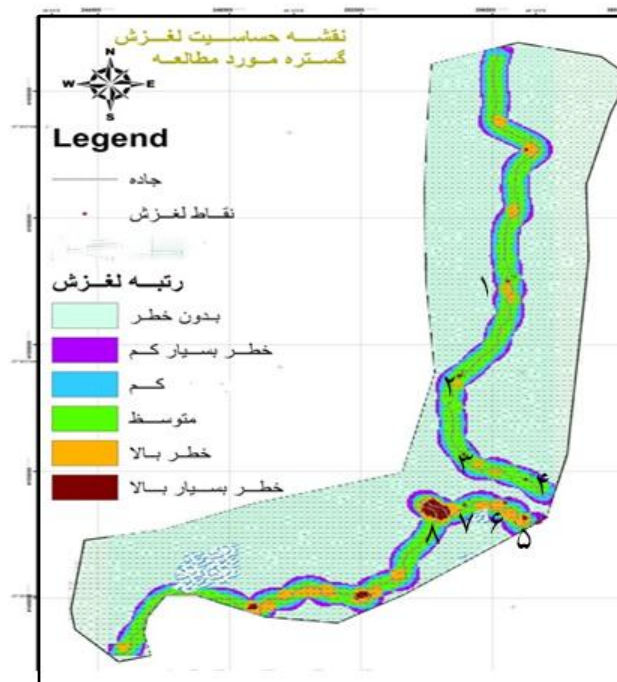 نقشه حساسیت لغزش
گستره مورد مطالعه
N
W E
S
Legend
جاده
نقاط لغزش
رتبه لغزش
بدون خطر
خطر بسیار کم
کم
متوسط
خطر بالا
خطر بسیار بالا
۱
۲
۳
۴
۵
۶
۷
۸